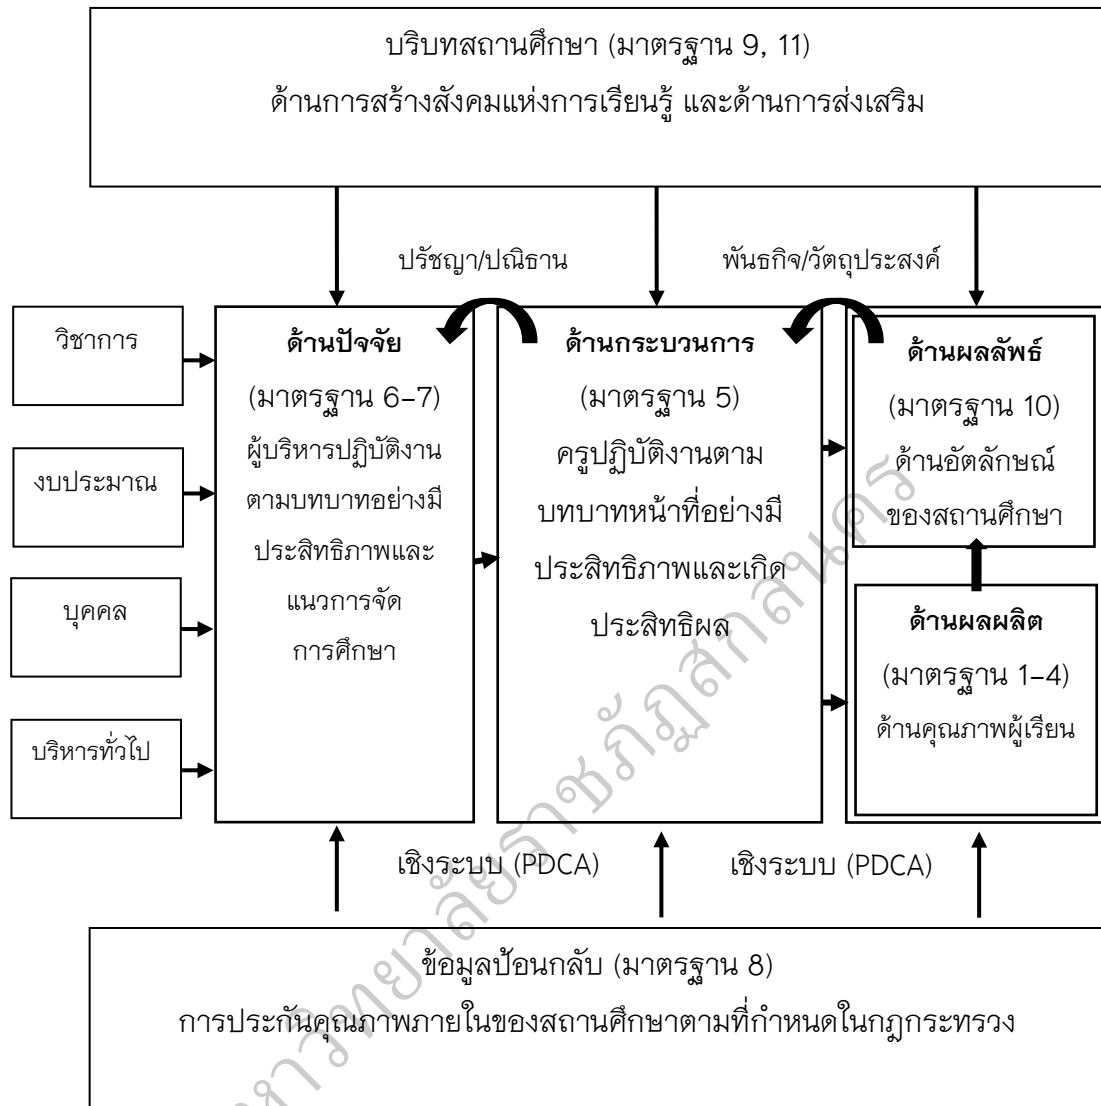 บริบทสถานศึกษา (มาตรฐาน 9, 11)
ด้านการสร้างสังคมแห่งการเรียนรู้ และด้านการส่งเสริม
ปรัชญา/ปณิธาน
พันธกิจ/วัตถุประสงค์
วิชาการ
งบประมาณ
บุคคล
บริหารทั่วไป
ด้านปัจจัย
(มาตรฐาน 6-7)
ผู้บริหารปฏิบัติงาน
ตามบทบาทอย่างมี
ประสิทธิภาพและ
แนวการจัด
การศึกษา
ด้านกระบวนการ
(มาตรฐาน 5)
ครูปฏิบัติงานตาม
บทบาทหน้าที่อย่างมี
ประสิทธิภาพและเกิด
ประสิทธิผล
ด้านผลลัพธ์
(มาตรฐาน 10)
ด้านอัตลักษณ์
ของสถานศึกษา
ด้านผลผลิต
(มาตรฐาน 1-4)
ด้านคุณภาพผู้เรียน
เชิงระบบ (PDCA)
เชิงระบบ (PDCA)
ข้อมูลป้อนกลับ (มาตรฐาน 8)
การประกันคุณภาพภายในของสถานศึกษาตามที่กำหนดในกฎกระทรวง
หาวิทยาลัยราชภัฏสกลนคร